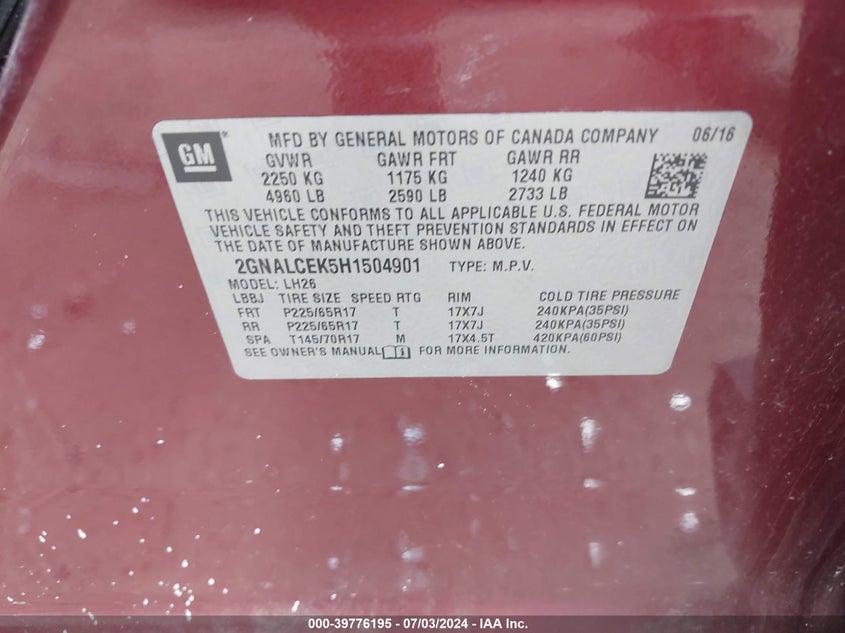 GM ® MFD BY GENERAL MOTORS OF CANADA COMPANY 06/16
GVWR GAWR FRT GAWR RR
2250 KG 1175 KG 1240 KG
4960 LB 2590 LB 2733 LB
THIS VEHICLE CONFORMS TO ALL APPLICABLE U.S. FEDERAL MOTOR
VEHICLE SAFETY AND THEFT PREVENTION STANDARDS IN EFFECT ON
THE DATE OF MANUFACTURE SHOWN ABOVE.
2GNALCEK5H1504901 TYPE: M.P.V.
MODEL: LH26
LBBJ TIRE SIZE SPEED RTG RIM COLD TIRE PRESSURE
FRT P225/65R17 T 17X7J 240KPA(35PSI)
RR P225/65R17 T 17X7J 240KPA(35PSI)
SPA T145/70R17 M 17X4.5T 420KPA(60PSI)
SEE OWNER'S MANUAL FOR MORE INFORMATION.
000-39776195 - 07/03/2024 - IAA Inc.